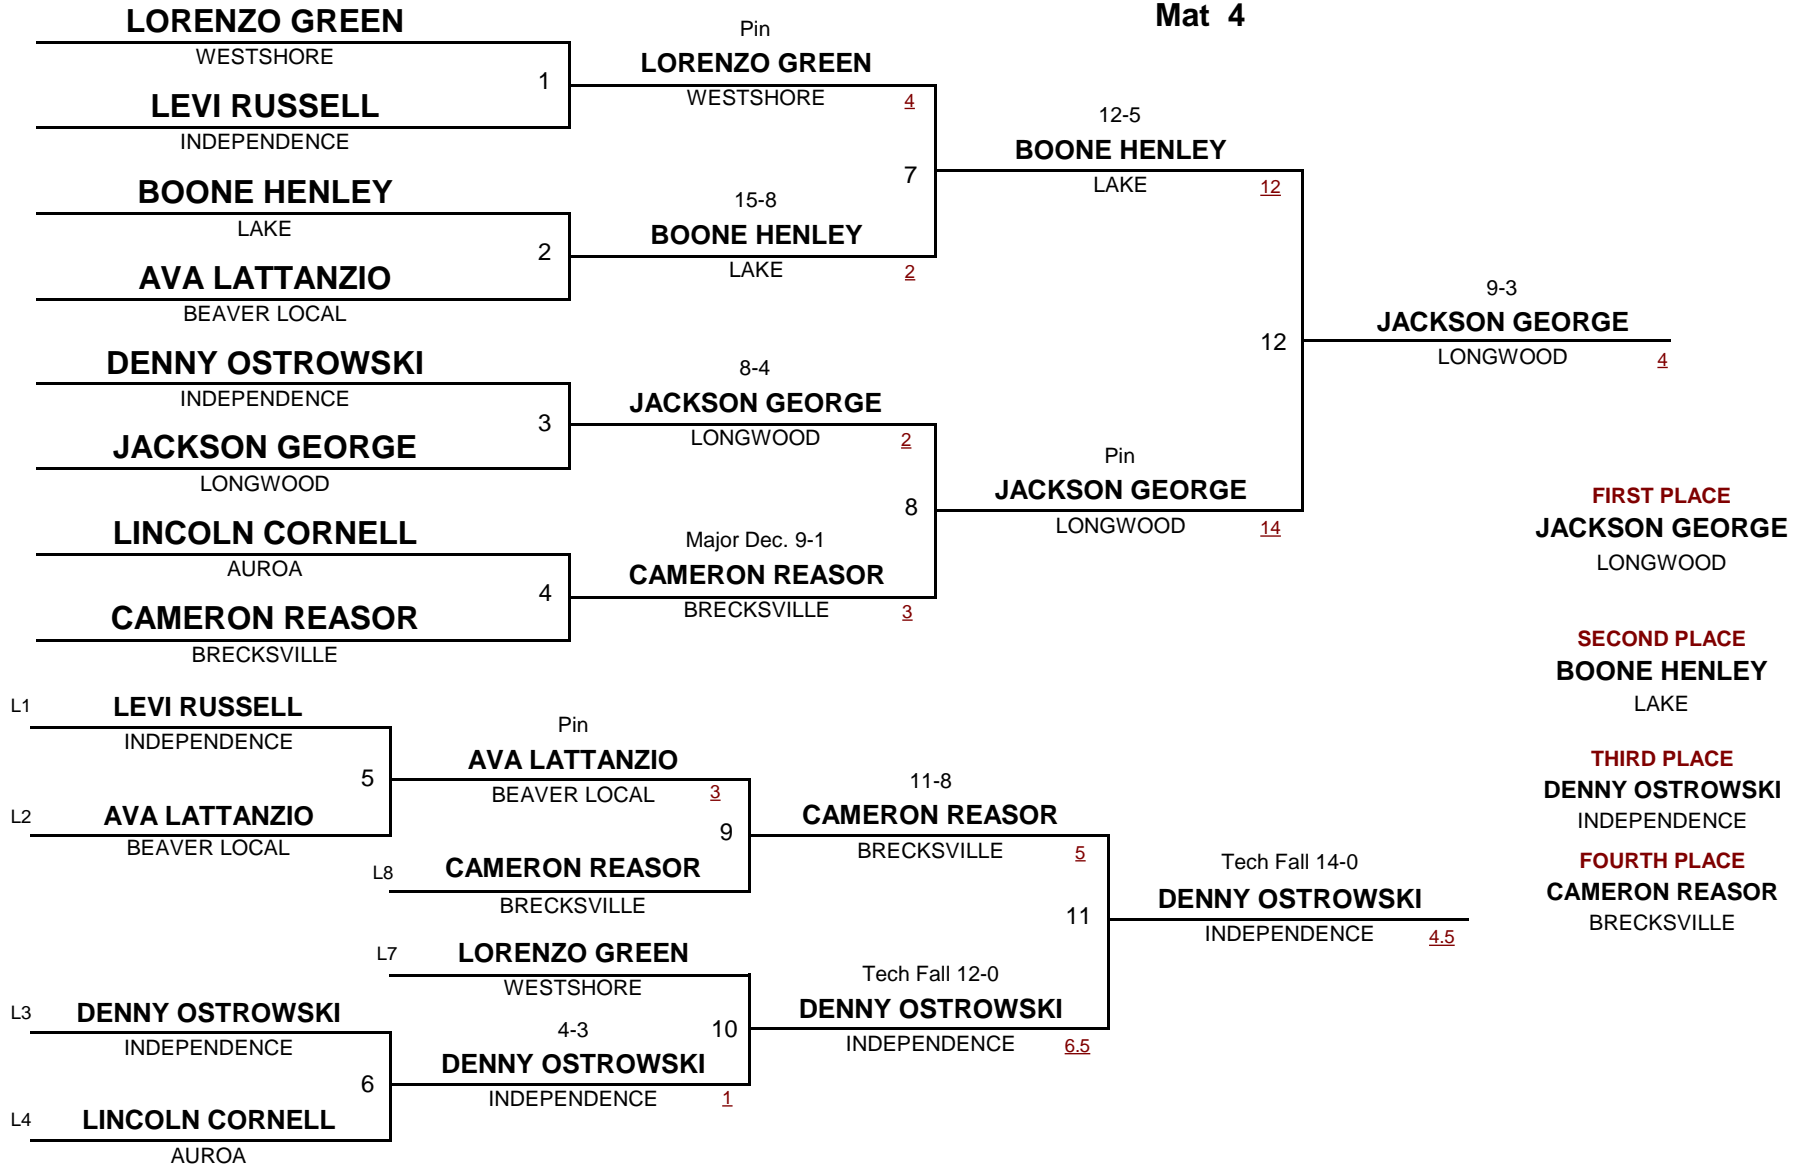 Mat 4
LORENZO GREEN
WESTSHORE
1
LEVI RUSSELL
INDEPENDENCE
BOONE HENLEY
LAKE
2
AVA LATTANZIO
BEAVER LOCAL
DENNY OSTROWSKI
INDEPENDENCE
3
JACKSON GEORGE
LONGWOOD
LINCOLN CORNELL
AUROA
4
CAMERON REASOR
BRECKSVILLE
Pin
LORENZO GREEN
WESTSHORE 4
7
15-8
BOONE HENLEY
LAKE 2
8-4
JACKSON GEORGE
LONGWOOD 2
8
Major Dec. 9-1
CAMERON REASOR
BRECKSVILLE 3
12-5
BOONE HENLEY
LAKE 12
12
Pin
JACKSON GEORGE
LONGWOOD 14
9-3
JACKSON GEORGE
LONGWOOD 4
FIRST PLACE
JACKSON GEORGE
LONGWOOD
SECOND PLACE
BOONE HENLEY
LAKE
THIRD PLACE
DENNY OSTROWSKI
INDEPENDENCE
FOURTH PLACE
CAMERON REASOR
BRECKSVILLE
L1 LEVI RUSSELL
INDEPENDENCE
5
L2 AVA LATTANZIO
BEAVER LOCAL
Pin
AVA LATTANZIO
BEAVER LOCAL 3
9
L8 CAMERON REASOR
BRECKSVILLE
L7 LORENZO GREEN
WESTSHORE
10
L3 DENNY OSTROWSKI
INDEPENDENCE
6
L4 LINCOLN CORNELL
AUROA
4-3
DENNY OSTROWSKI
INDEPENDENCE 1
11-8
CAMERON REASOR
BRECKSVILLE 5
11
Tech Fall 12-0
DENNY OSTROWSKI
INDEPENDENCE 6.5
Tech Fall 14-0
DENNY OSTROWSKI
INDEPENDENCE 4.5